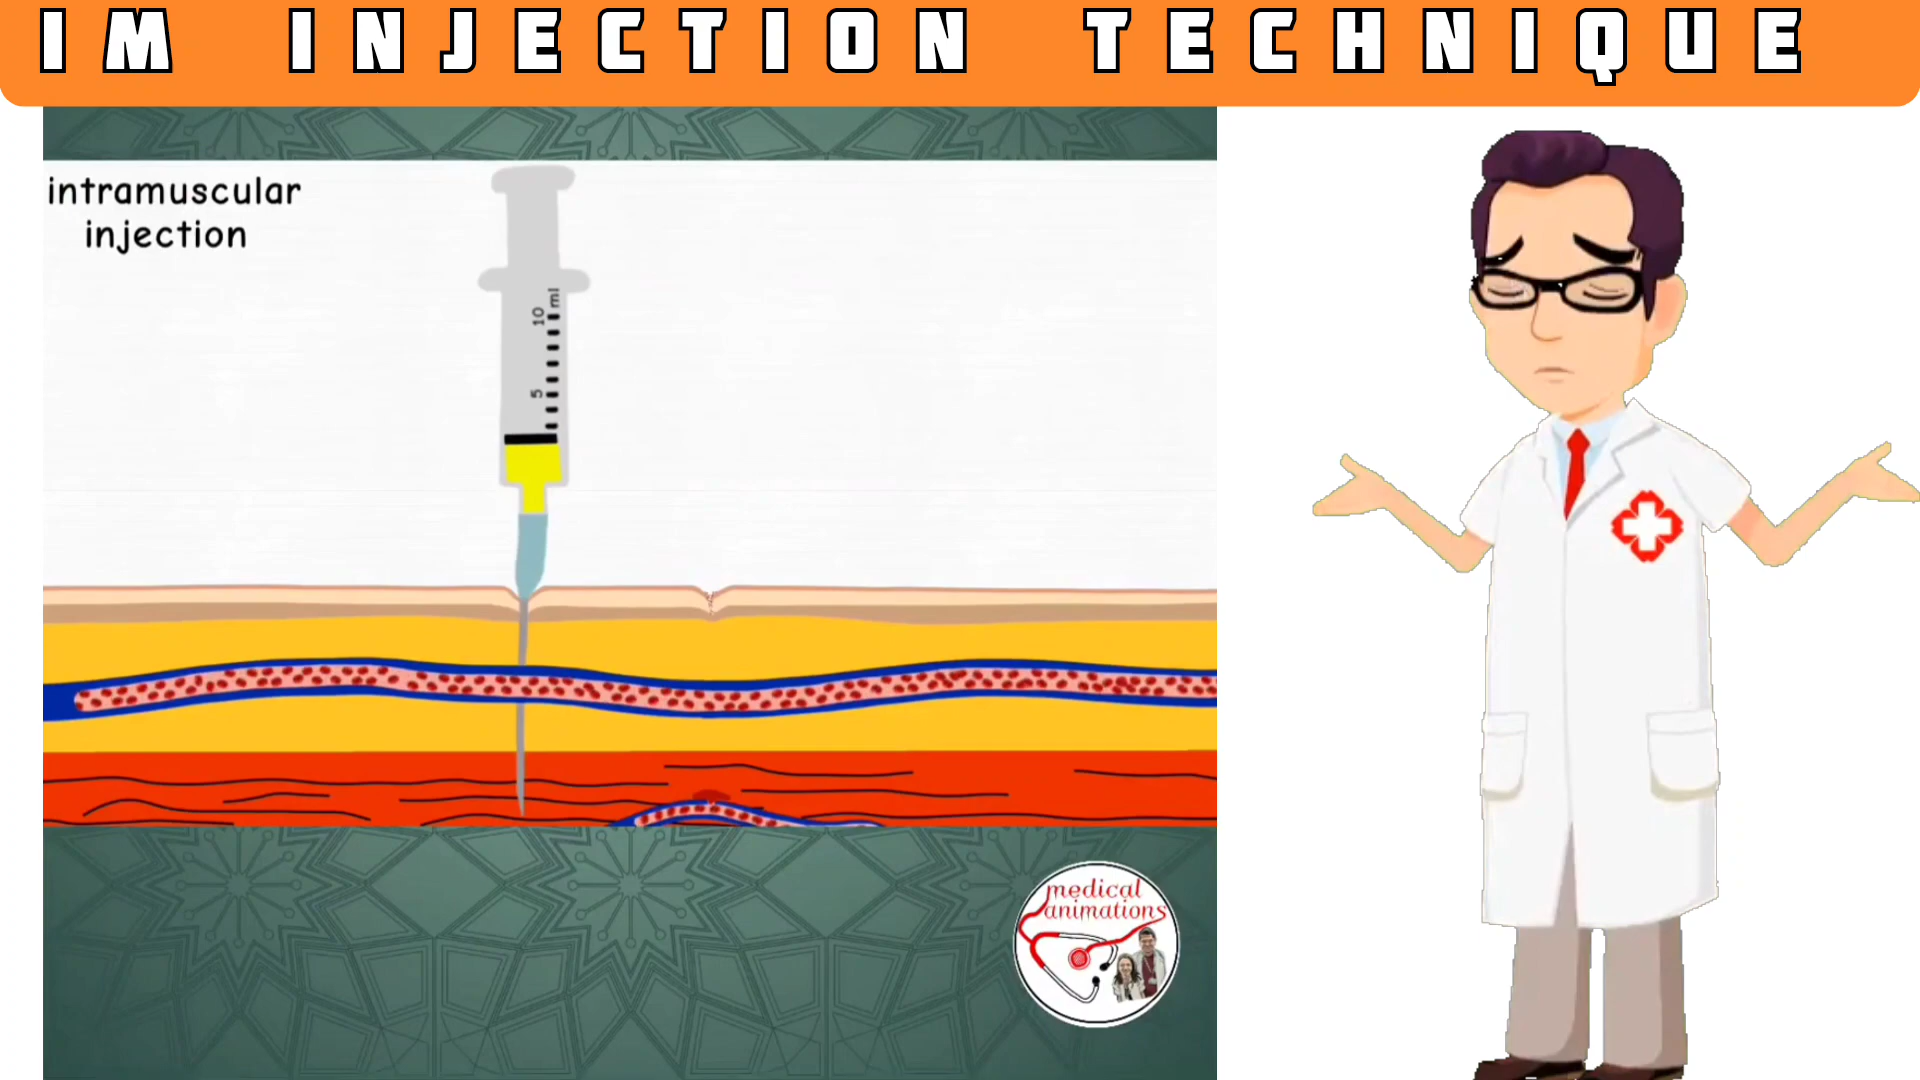 IM INJECTION TECHNIQUE
intramuscular
injection
10 ml
5
medical
animations